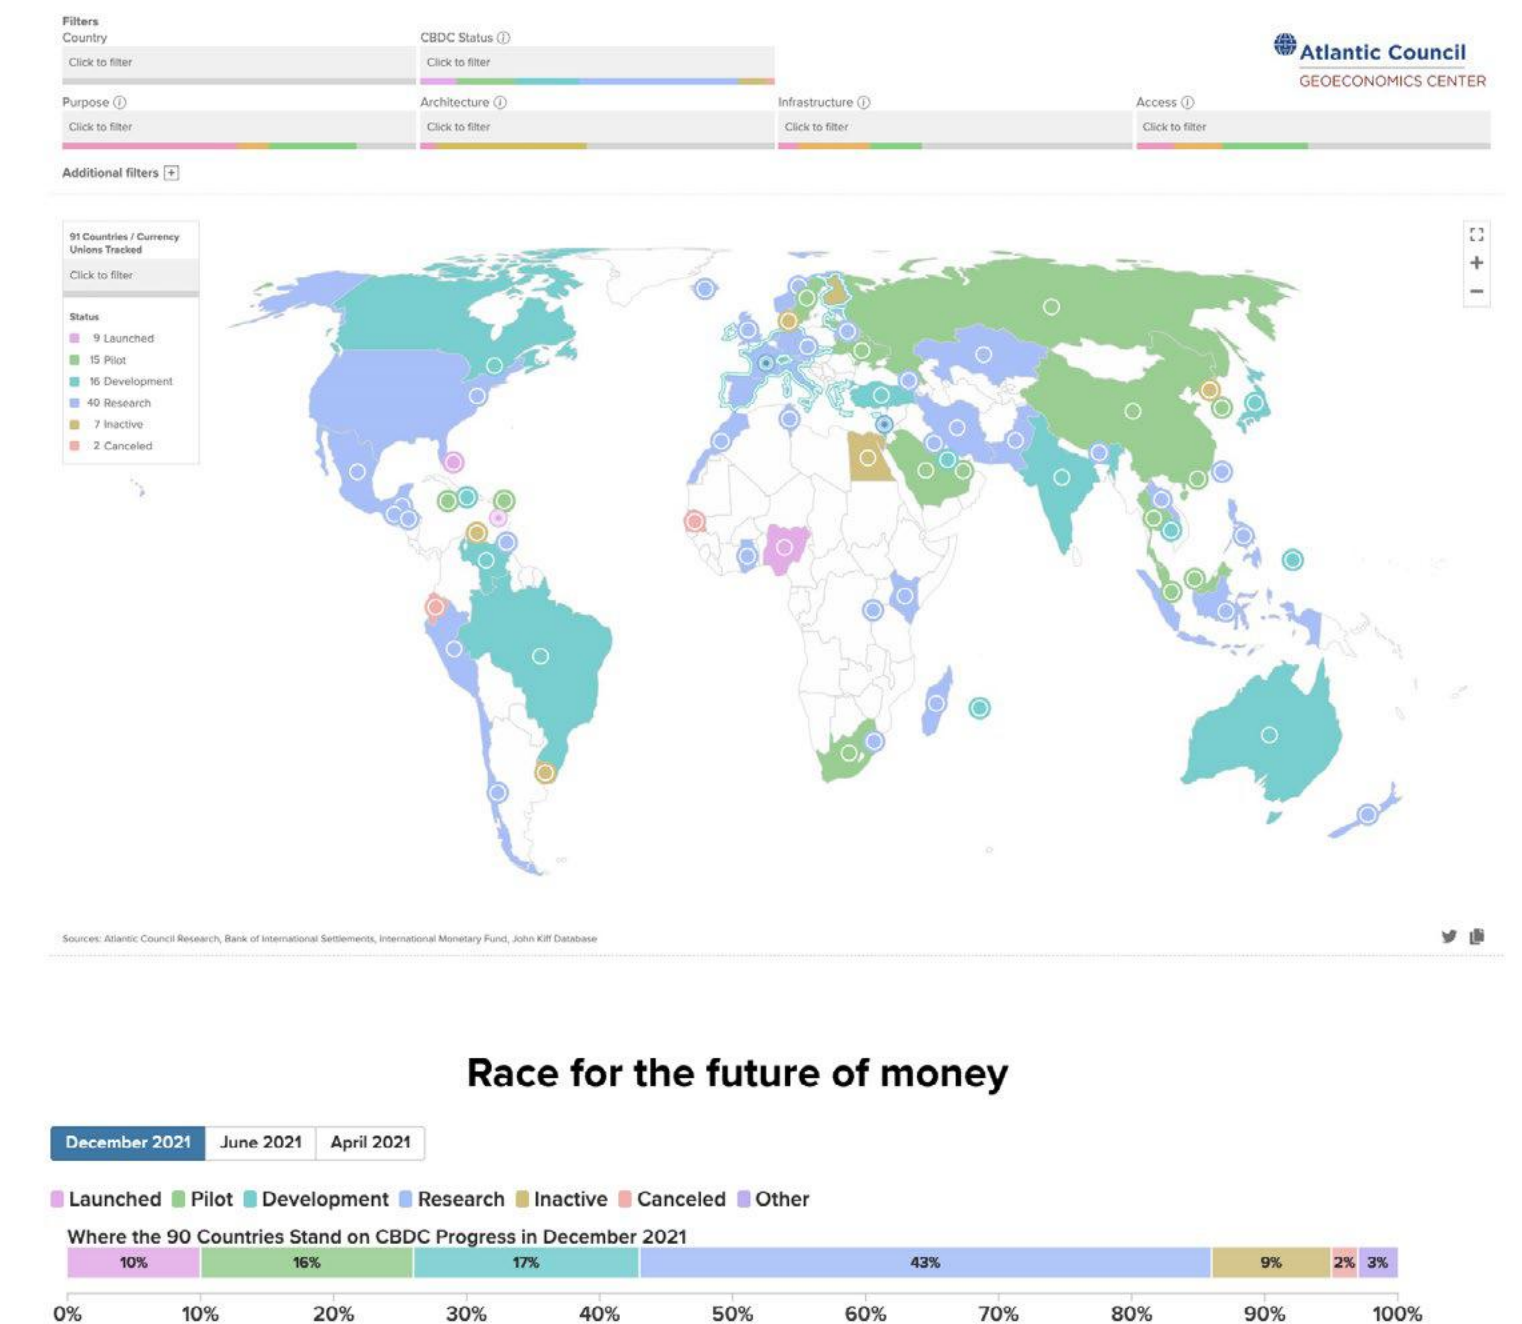 Filters
Country
CBDC Status ⓘ
Click to filter
Click to filter
Atlantic Council
GEOECONOMICS CENTER
Purpose ⓘ
Architecture ⓘ
Infrastructure ⓘ
Access ⓘ
Click to filter
Click to filter
Click to filter
Click to filter
Additional filters +
91 Countries / Currency
Unions Tracked
Click to filter
Status
9 Launched
15 Pilot
16 Development
40 Research
7 Inactive
2 Canceled
Sources: Atlantic Council Research, Bank of International Settlements, International Monetary Fund, John Kiff Database
Race for the future of money
December 2021 June 2021 April 2021
Launched Pilot Development Research Inactive Canceled Other
Where the 90 Countries Stand on CBDC Progress in December 2021
10% 16% 17% 43% 9% 2% 3%
0% 10% 20% 30% 40% 50% 60% 70% 80% 90% 100%